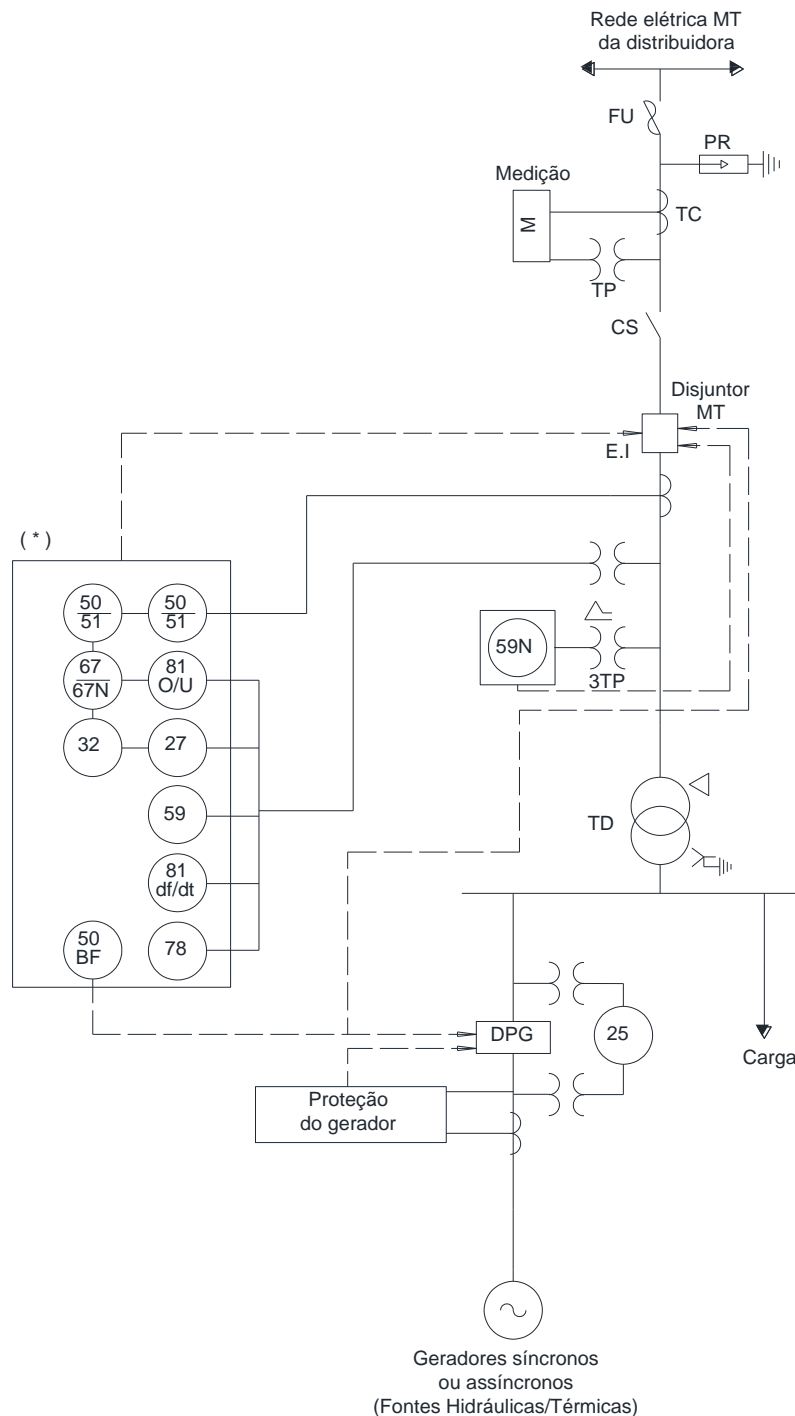 Rede elétrica MT
da distribuidora
FU
PR
Medição
M
TC
TP
CS
Disjuntor
MT
E.I
( * )
50
51
50
51
59N
3TP
67
67N
81
O/U
32
27
59
TD
81
df/dt
50
BF
78
DPG
25
Carga
Proteção
do gerador
Geradores síncronos
ou assíncronos
(Fontes Hidráulicas/Térmicas)